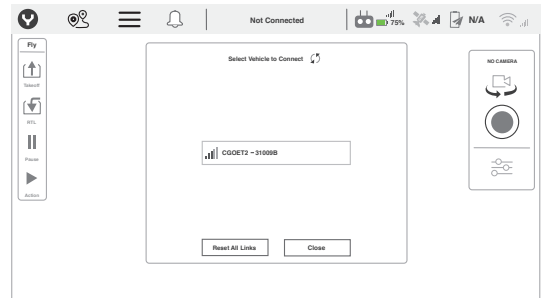 Not Connected
75%
N/A
Fly
Takeoff
RTL
Pause
Action
Select Vehicle to Connect
CGOET2 – 31009B
Reset All Links
Close
NO CAMERA